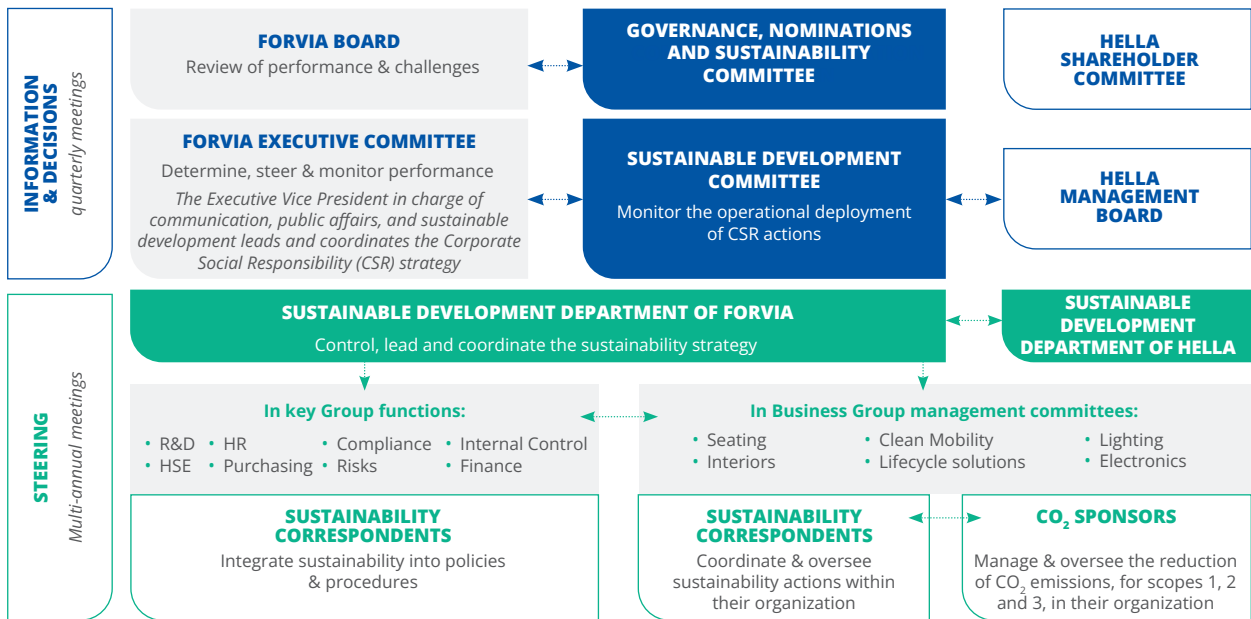 INFORMATION
& DECISIONS
quarterly meetings
FORVIA BOARD
Review of performance & challenges
GOVERNANCE, NOMINATIONS
AND SUSTAINABILITY
COMMITTEE
HELLA
SHAREHOLDER
COMMITTEE
FORVIA EXECUTIVE COMMITTEE
Determine, steer & monitor performance
The Executive Vice President in charge of
communication, public affairs, and sustainable
development leads and coordinates the Corporate
Social Responsibility (CSR) strategy
SUSTAINABLE DEVELOPMENT
COMMITTEE
Monitor the operational deployment
of CSR actions
HELLA
MANAGEMENT
BOARD
STEERING
Multi-annual meetings
SUSTAINABLE DEVELOPMENT DEPARTMENT OF FORVIA
Control, lead and coordinate the sustainability strategy
SUSTAINABLE
DEVELOPMENT
DEPARTMENT OF HELLA
In key Group functions:
• R&D • HR • Compliance • Internal Control
• HSE • Purchasing • Risks • Finance
In Business Group management committees:
• Seating • Clean Mobility • Lighting
• Interiors • Lifecycle solutions • Electronics
SUSTAINABILITY
CORRESPONDENTS
Integrate sustainability into policies
& procedures
SUSTAINABILITY
CORRESPONDENTS
Coordinate & oversee
sustainability actions within
their organization
CO₂ SPONSORS
Manage & oversee the reduction
of CO₂ emissions, for scopes 1, 2
and 3, in their organization